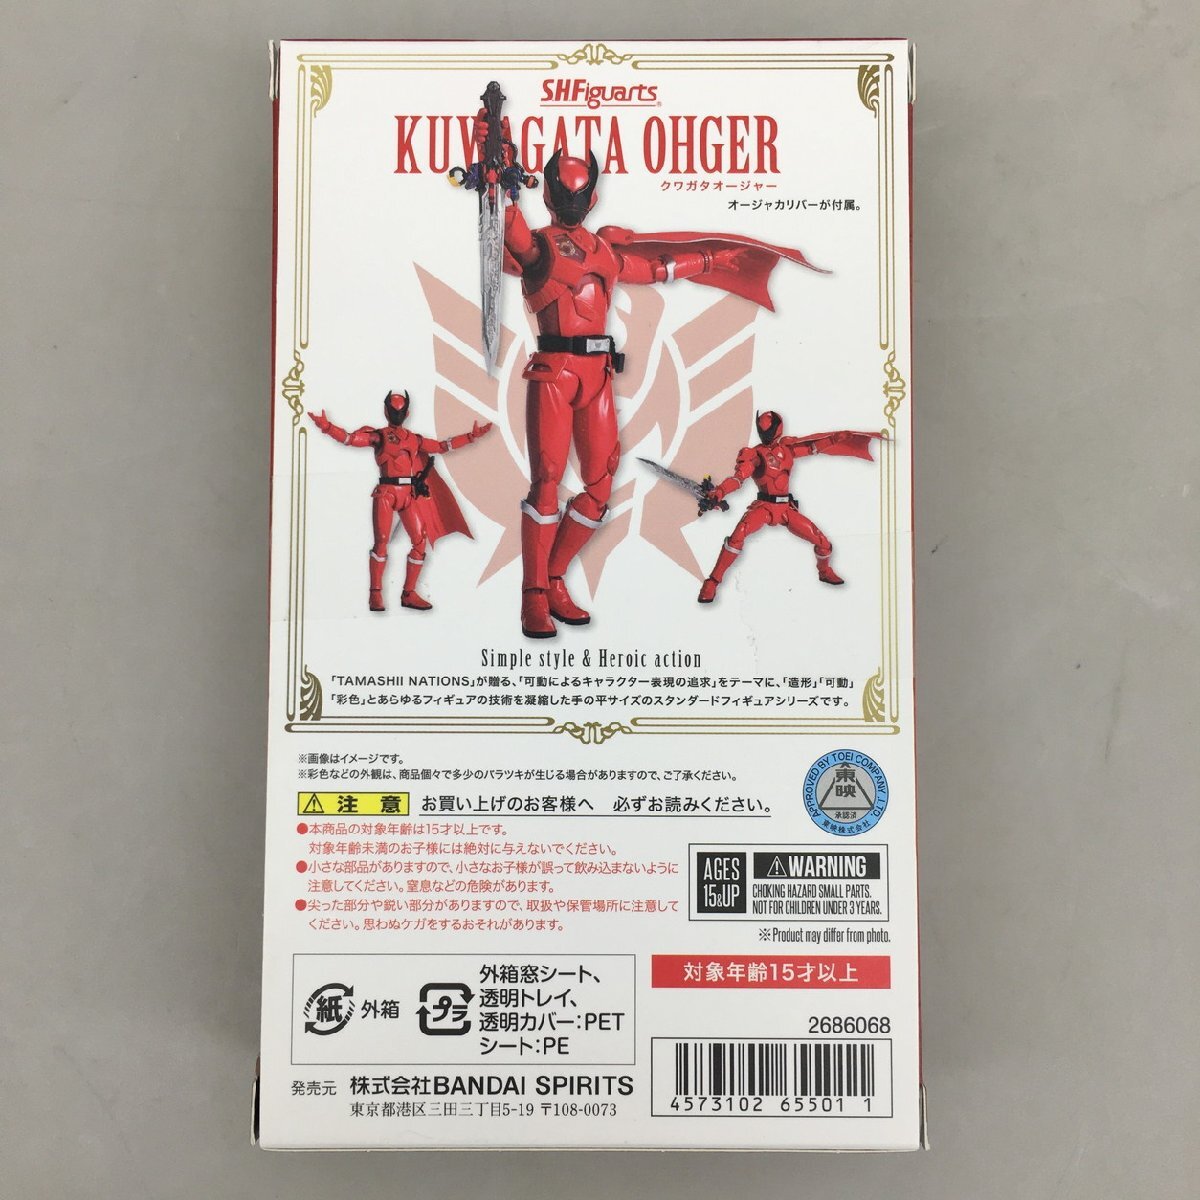 SHFiguarts
KUWAGATA OHGER
クワガタオージャー
オージャカリバーが付属。
Simple style & Heroic action
「TAMASHII NATIONS」が贈る、「可動によるキャラクター表現の追求」をテーマに、「造形」「可動」
「彩色」とあらゆるフィギュアの技術を凝縮した手の平サイズのスタンダードフィギュアシリーズです。
※画像はイメージです。
※彩色などの外観は、商品個々で多少のバラツキが生じる場合がありますので、ご了承ください。
APPROVED BY TOEI COMPANY, LTD.
東映
承認済
東映株式会社
注意 お買い上げのお客様へ 必ずお読みください。
●本商品の対象年齢は15才以上です。
対象年齢未満のお子様には絶対に与えないでください。
●小さな部品がありますので、小さなお子様が誤って飲み込まないように
注意してください。窒息などの危険があります。
●尖った部分や鋭い部分がありますので、取扱や保管場所に注意して
ください。思わぬケガをするおそれがあります。
AGES
15&UP
WARNING
CHOKING HAZARD SMALL PARTS.
NOT FOR CHILDREN UNDER 3 YEARS.
※Product may differ from photo.
紙 外箱
プラ
外箱窓シート、
透明トレイ、
透明カバー:PET
シート:PE
対象年齢15才以上
2686068
4573102 65501 1
発売元 株式会社BANDAI SPIRITS
東京都港区三田三丁目5-19 〒108-0073